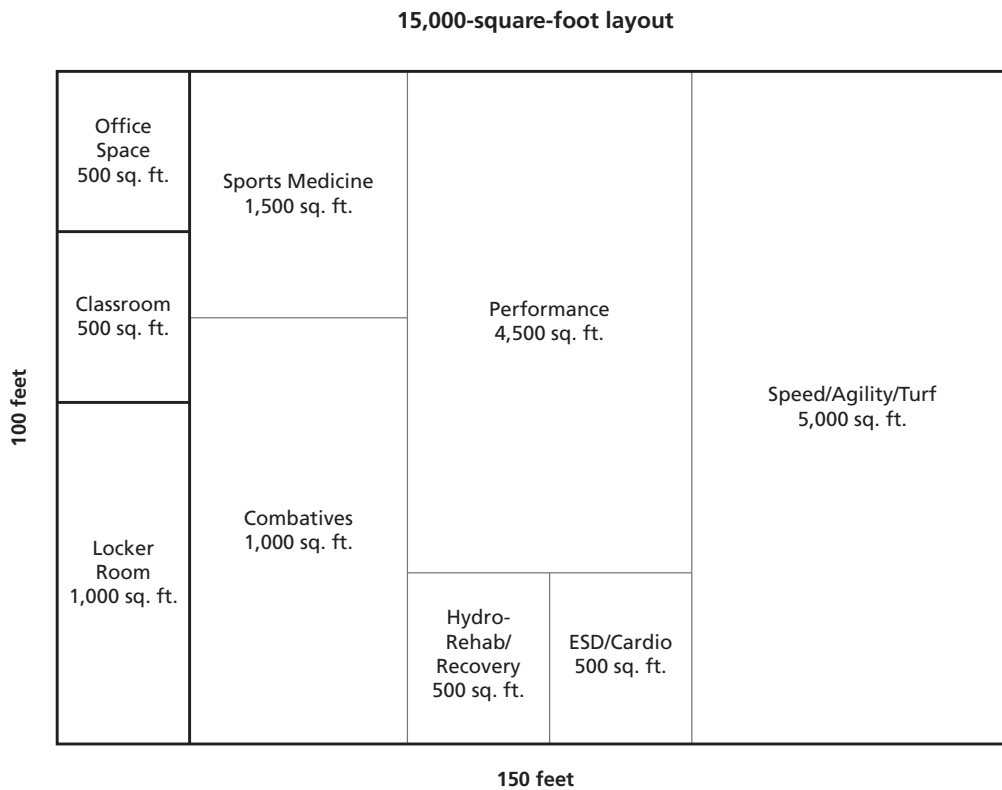 15,000-square-foot layout
Office
Space
500 sq. ft.
Classroom
500 sq. ft.
Locker
Room
1,000 sq. ft.
Sports Medicine
1,500 sq. ft.
Combatives
1,000 sq. ft.
Performance
4,500 sq. ft.
Hydro-
Rehab/
Recovery
500 sq. ft.
ESD/Cardio
500 sq. ft.
Speed/Agility/Turf
5,000 sq. ft.
100 feet
150 feet